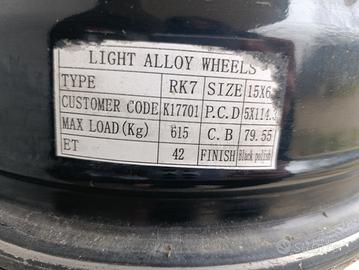 LIGHT ALLOY WHEELS
TYPE RK7 SIZE 15X6
CUSTOMER CODE K17701 P.C.D 5X114.3
MAX LOAD(Kg) 615 C.B 79.55
ET 42 FINISH Black polish
subito